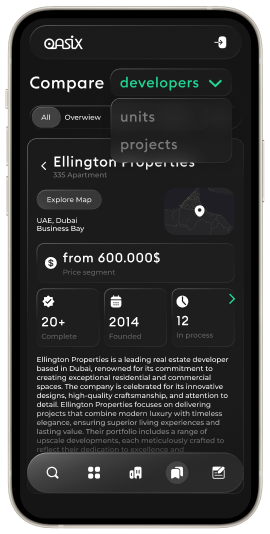 OASIX
Compare developers
units
projects
All Overwiew
Ellington Properties
335 Apartment
Explore Map
UAE, Dubai
Business Bay
from 600.000$
Price segment
20+ 2014 12
Complete Founded In process
Ellington Properties is a leading real estate developer
based in Dubai, renowned for its commitment to
creating exceptional residential and commercial
spaces. The company is celebrated for its innovative
designs, high-quality craftsmanship, and attention to
detail. Ellington Properties focuses on delivering
projects that combine modern luxury with timeless
elegance, ensuring superior living experiences and
lasting value. Their portfolio includes a range of
upscale developments, each meticulously crafted to
reflect their dedication to excellence and